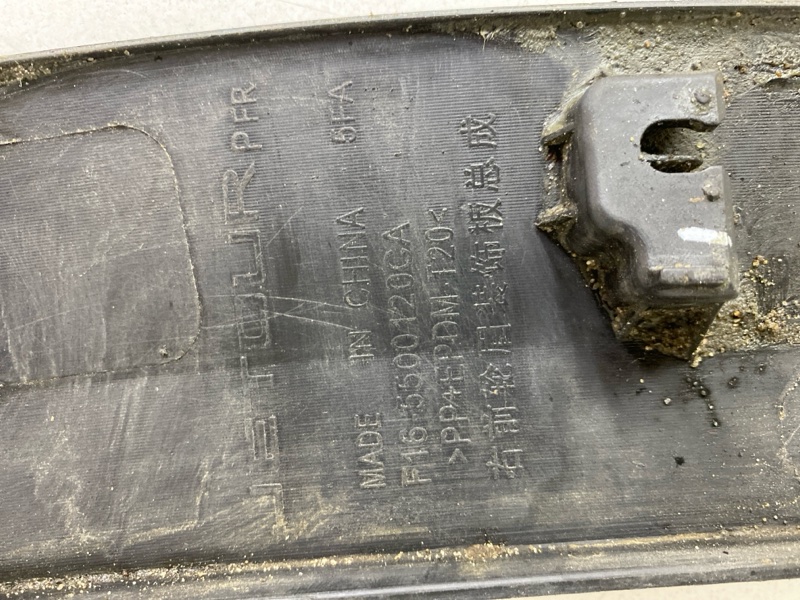 JETOUR PFR
MADE IN CHINA 5FA
F16-5500120CA
>PP+EPDM-T20<
右前轮眉装饰板总成